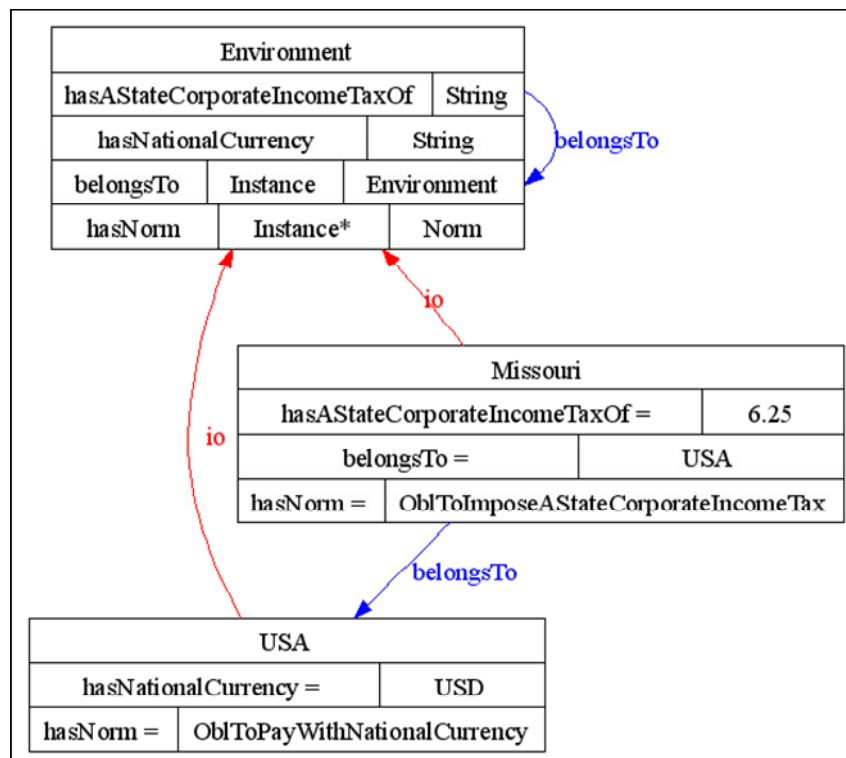 Environment
hasAStateCorporateIncomeTaxOf String
hasNationalCurrency String
belongsTo
belongsTo Instance Environment
hasNorm Instance* Norm
io
Missouri
hasAStateCorporateIncomeTaxOf = 6.25
io
belongsTo = USA
hasNorm = OblToImposeAStateCorporateIncomeTax
belongsTo
USA
hasNationalCurrency = USD
hasNorm = OblToPayWithNationalCurrency